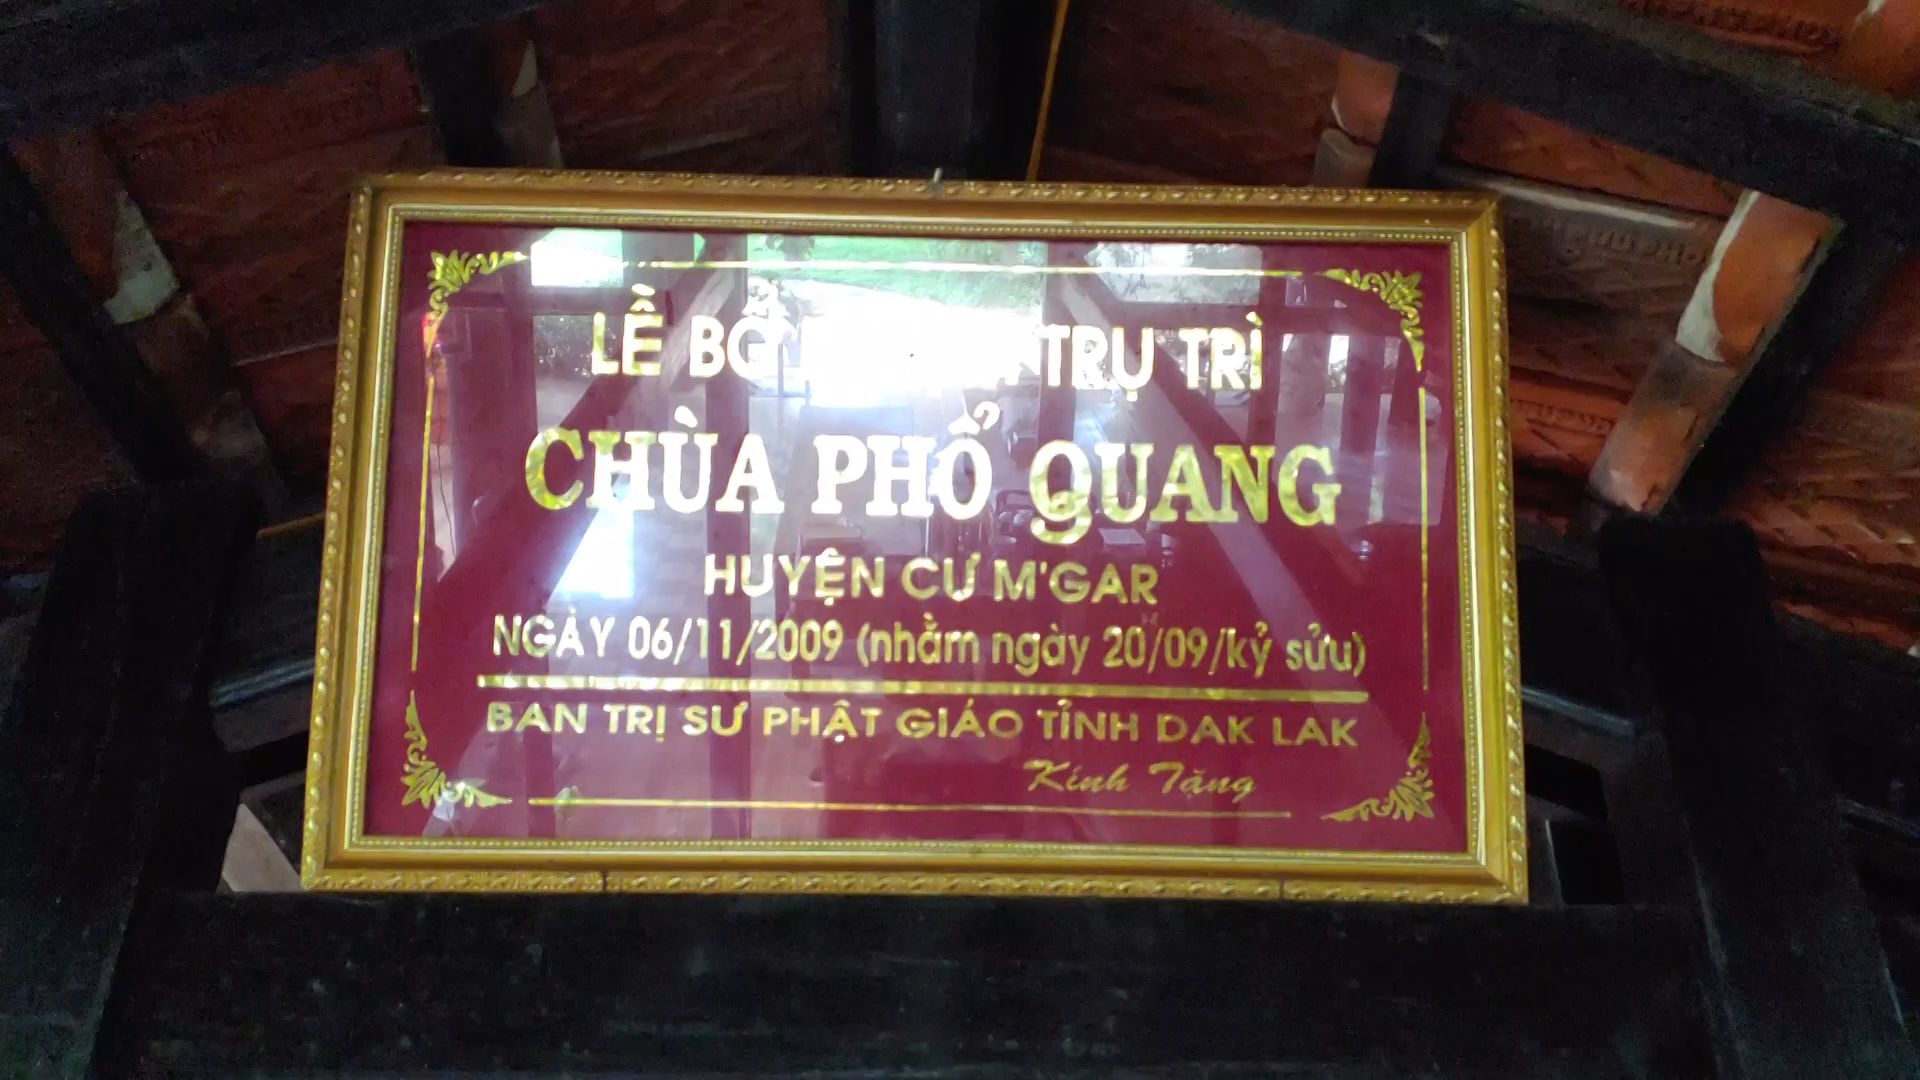 LỄ BỔ TRỤ TRÌ
CHÙA PHỔ QUANG
HUYỆN CƯ M'GAR
NGÀY 06/11/2009 (nhằm ngày 20/09/kỷ sửu)
BAN TRỊ SỰ PHẬT GIÁO TỈNH DAK LAK
Kính Tặng